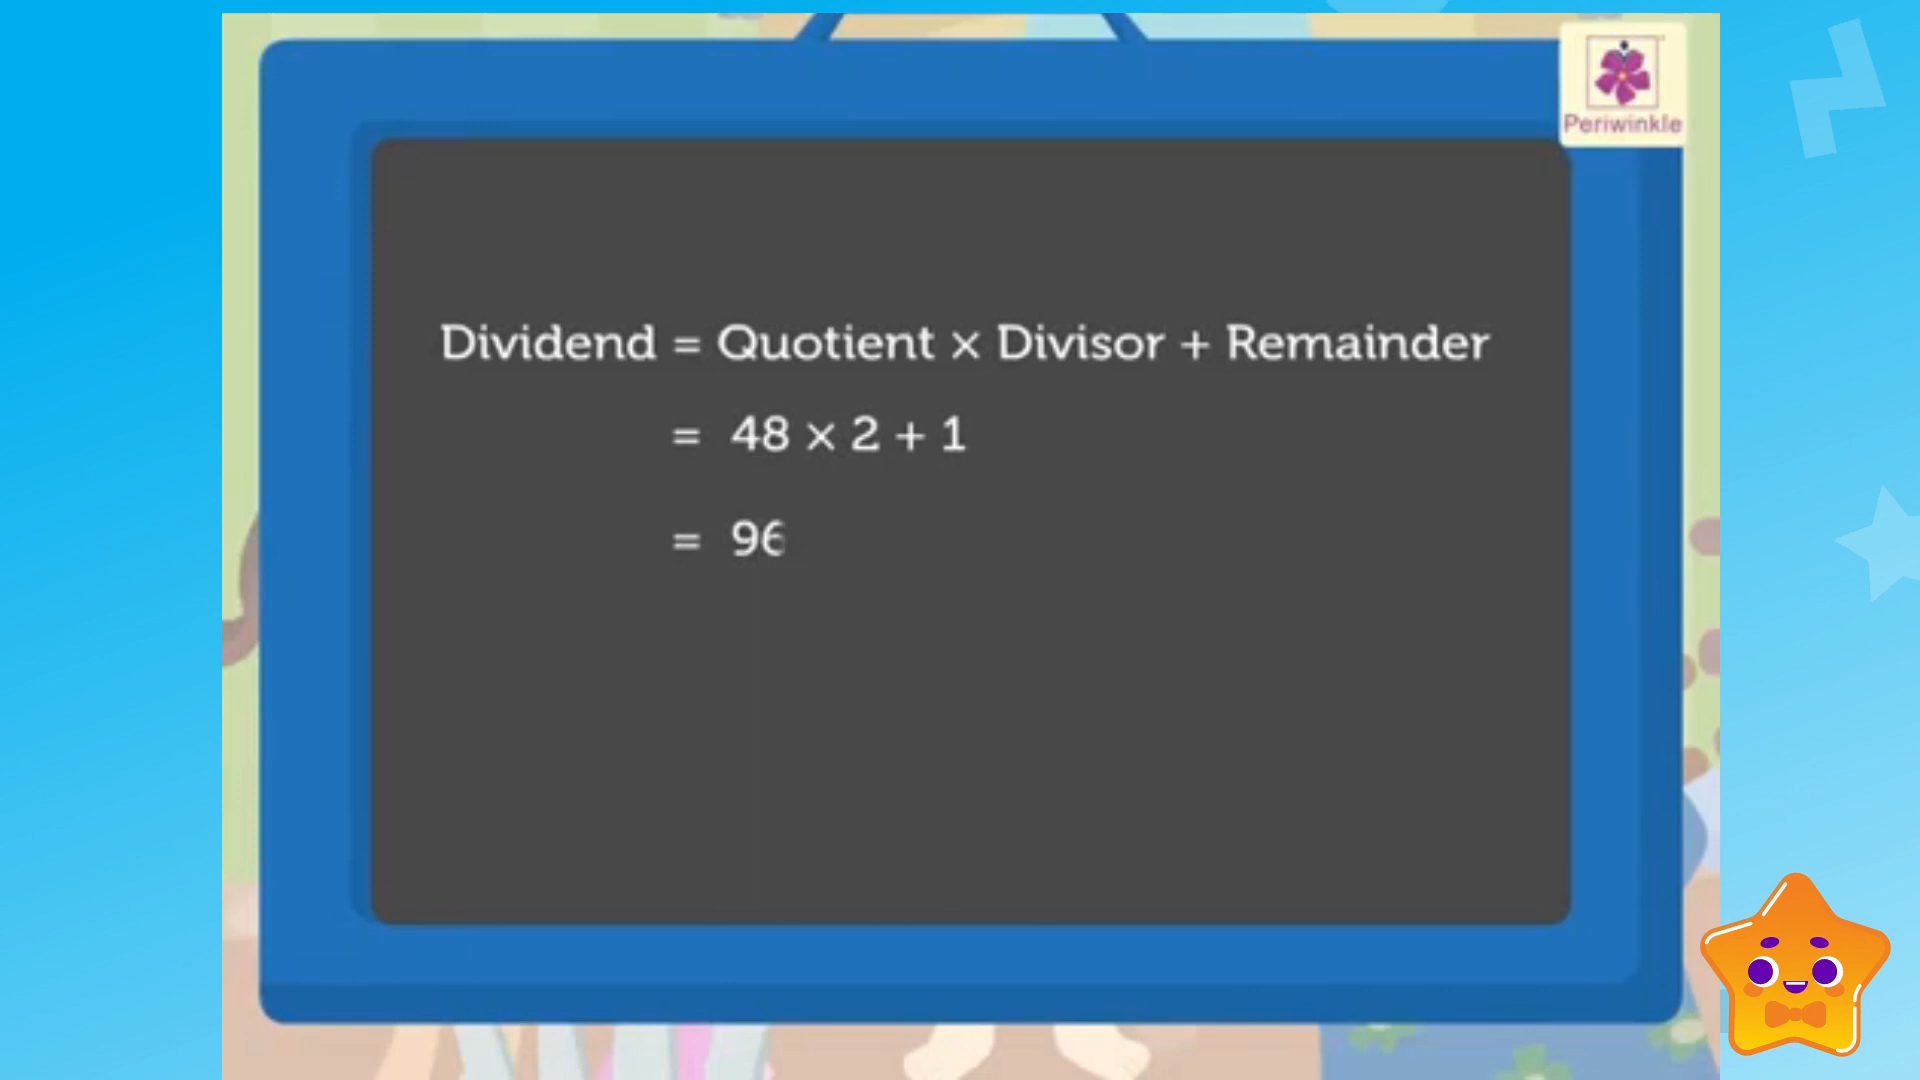 Periwinkle
Dividend = Quotient × Divisor + Remainder
= 48 × 2 + 1
= 96